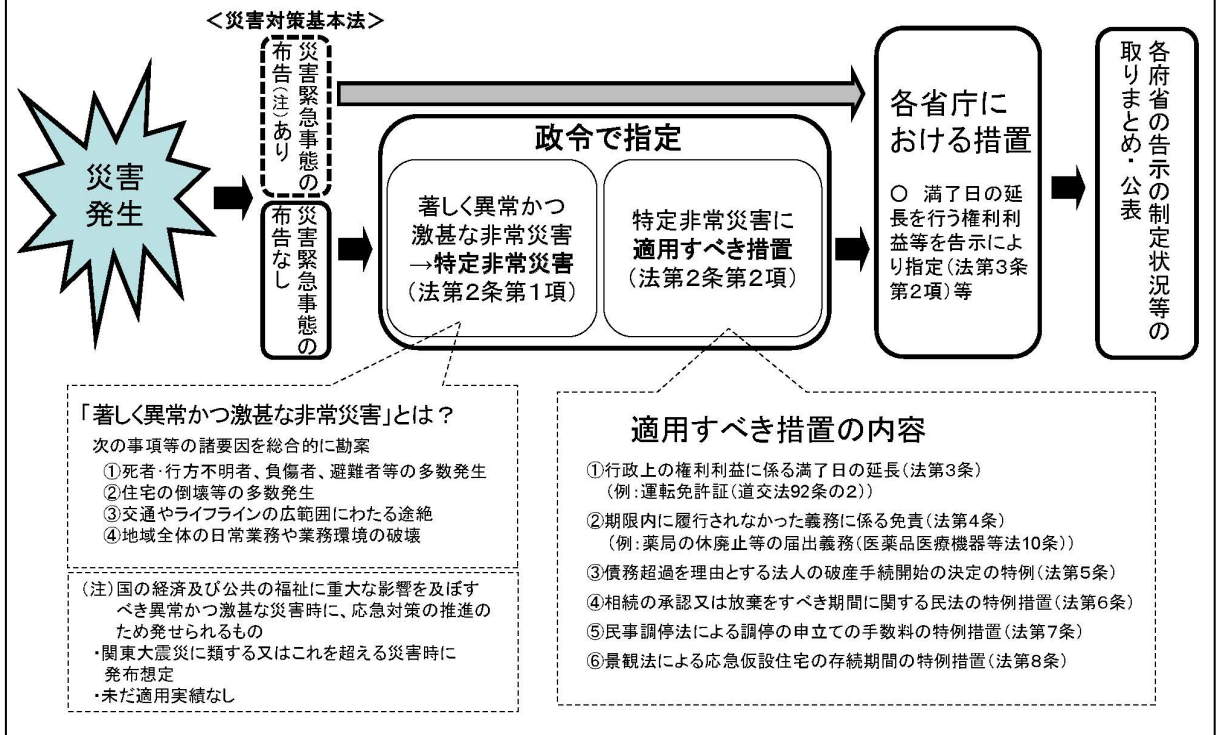 ＜災害対策基本法＞
災害
発生
災害緊急事態の
布告(注)あり
災害緊急事態の
布告なし
政令で指定
著しく異常かつ
激甚な非常災害
→特定非常災害
(法第２条第１項)
特定非常災害に
適用すべき措置
(法第２条第２項)
各省庁に
おける措置
○　満了日の延
長を行う権利利
益等を告示によ
り指定(法第３条
第２項)等
各府省の告示の制定状況等の
取りまとめ・公表
「著しく異常かつ激甚な非常災害」とは？
次の事項等の諸要因を総合的に勘案
①死者・行方不明者、負傷者、避難者等の多数発生
②住宅の倒壊等の多数発生
③交通やライフラインの広範囲にわたる途絶
④地域全体の日常業務や業務環境の破壊
(注)国の経済及び公共の福祉に重大な影響を及ぼす
べき異常かつ激甚な災害時に、応急対策の推進の
ため発せられるもの
・関東大震災に類する又はこれを超える災害時に
発布想定
・未だ適用実績なし
適用すべき措置の内容
①行政上の権利利益に係る満了日の延長(法第３条)
(例：運転免許証(道交法92条の２))
②期限内に履行されなかった義務に係る免責(法第４条)
(例：薬局の休廃止等の届出義務(医薬品医療機器等法10条))
③債務超過を理由とする法人の破産手続開始の決定の特例(法第５条)
④相続の承認又は放棄をすべき期間に関する民法の特例措置(法第６条)
⑤民事調停法による調停の申立ての手数料の特例措置(法第７条)
⑥景観法による応急仮設住宅の存続期間の特例措置(法第８条)